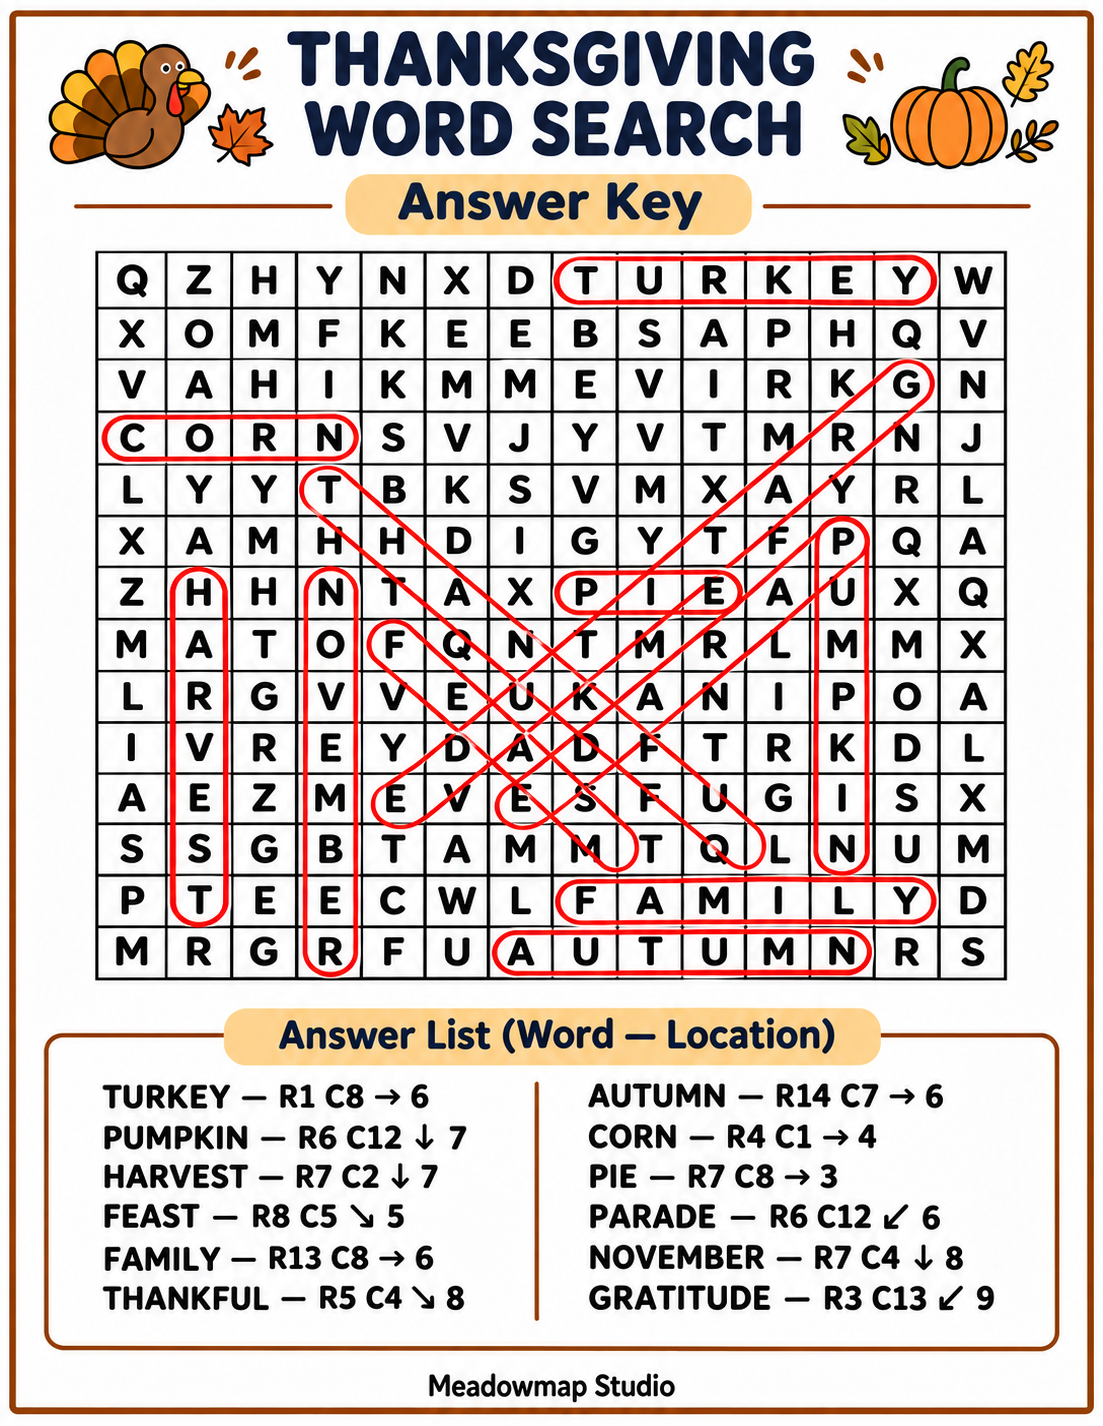 THANKSGIVING
WORD SEARCH
Answer Key
Q Z H Y N X D T U R K E Y W
X O M F K E E B S A P H Q V
V A H I K M M E V I R K G N
C O R N S V J Y V T M R N J
L Y Y T B K S V M X A Y R L
X A M H H D I G Y T F P Q A
Z H H N T A X P I E A U X Q
M A T O F Q N T M R L M M X
L R G V V E U K A N I P O A
I V R E Y D A D F T R K D L
A E Z M E V E S F U G I S X
S S G B T A M M T Q L N U M
P T E E C W L F A M I L Y D
M R G R F U A U T U M N R S
Answer List (Word — Location)
TURKEY — R1 C8 → 6
PUMPKIN — R6 C12 ↓ 7
HARVEST — R7 C2 ↓ 7
FEAST — R8 C5 ↘ 5
FAMILY — R13 C8 → 6
THANKFUL — R5 C4 ↘ 8
AUTUMN — R14 C7 → 6
CORN — R4 C1 → 4
PIE — R7 C8 → 3
PARADE — R6 C12 ↙ 6
NOVEMBER — R7 C4 ↓ 8
GRATITUDE — R3 C13 ↙ 9
Meadowmap Studio